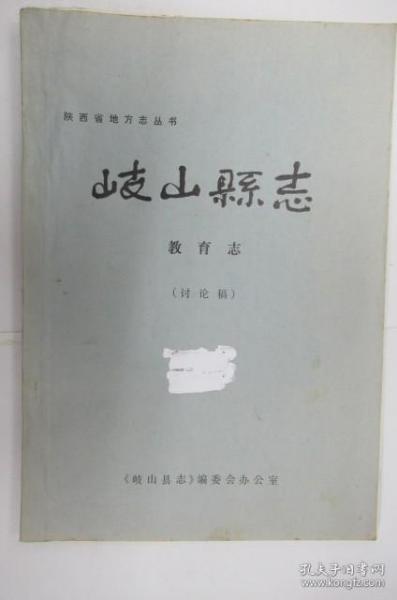 陕西省地方志丛书
岐山縣志
教育志
（讨论稿）
《岐山县志》编委会办公室
孔夫子旧书网
www.kongfz.com